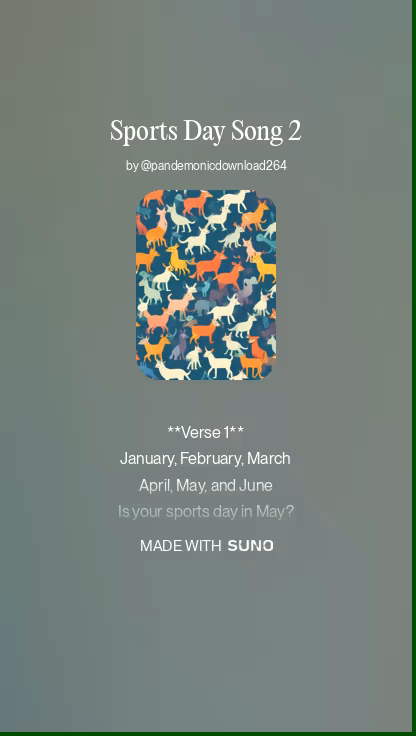 Sports Day Song 2
by @pandemonicdownload264
**Verse 1**
January, February, March
April, May, and June
Is your sports day in May?
MADE WITH SUNO